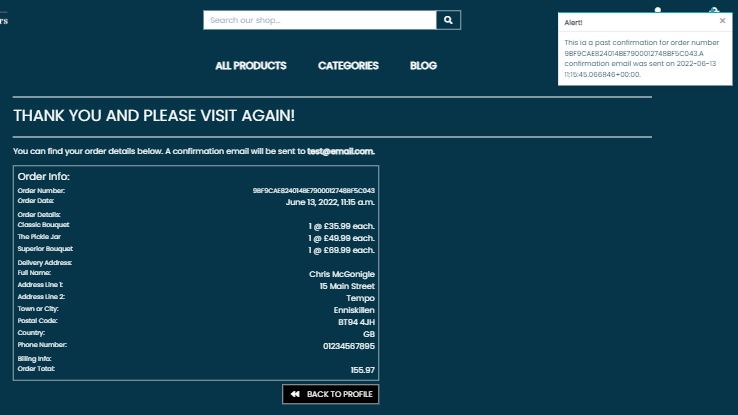 rs
Search our shop...
Alert!
This is a past confirmation for order number
9BF9CAE824014BE7900012748BF5C043.A
confirmation email was sent on 2022-06-13
11:15:45.066846+00:00.
ALL PRODUCTS CATEGORIES BLOG
THANK YOU AND PLEASE VISIT AGAIN!
You can find your order details below. A confirmation email will be sent to test@email.com.
Order Info:
Order Number: 9BF9CAE824014BE7900012748BF5C043
Order Date: June 13, 2022, 11:15 a.m.
Order Details:
Classic Bouquet 1 @ £35.99 each.
The Pickle Jar 1 @ £49.99 each.
Superior Bouquet 1 @ £69.99 each.
Delivery Address:
Full Name: Chris McGonigle
Address Line 1: 15 Main Street
Address Line 2: Tempo
Town or City: Enniskillen
Postal Code: BT94 4JH
Country: GB
Phone Number: 01234567895
Billing Info:
Order Total: 155.97
BACK TO PROFILE